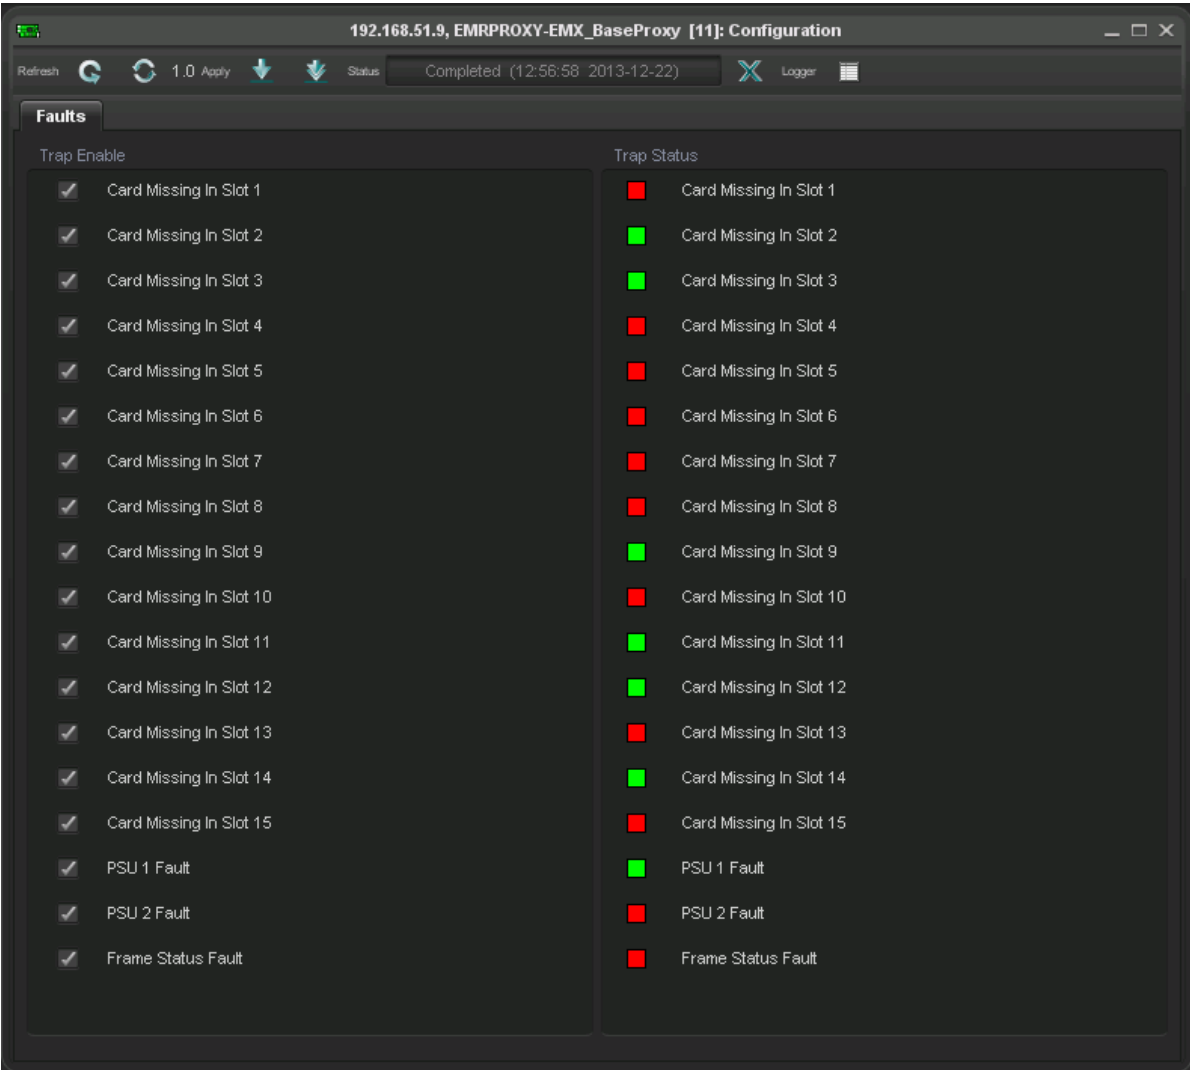 192.168.51.9, EMRPROXY-EMX_BaseProxy [11]: Configuration
Refresh 1.0 Apply Status Completed (12:56:58 2013-12-22) Logger
Faults
Trap Enable
Card Missing In Slot 1
Card Missing In Slot 2
Card Missing In Slot 3
Card Missing In Slot 4
Card Missing In Slot 5
Card Missing In Slot 6
Card Missing In Slot 7
Card Missing In Slot 8
Card Missing In Slot 9
Card Missing In Slot 10
Card Missing In Slot 11
Card Missing In Slot 12
Card Missing In Slot 13
Card Missing In Slot 14
Card Missing In Slot 15
PSU 1 Fault
PSU 2 Fault
Frame Status Fault
Trap Status
Card Missing In Slot 1
Card Missing In Slot 2
Card Missing In Slot 3
Card Missing In Slot 4
Card Missing In Slot 5
Card Missing In Slot 6
Card Missing In Slot 7
Card Missing In Slot 8
Card Missing In Slot 9
Card Missing In Slot 10
Card Missing In Slot 11
Card Missing In Slot 12
Card Missing In Slot 13
Card Missing In Slot 14
Card Missing In Slot 15
PSU 1 Fault
PSU 2 Fault
Frame Status Fault